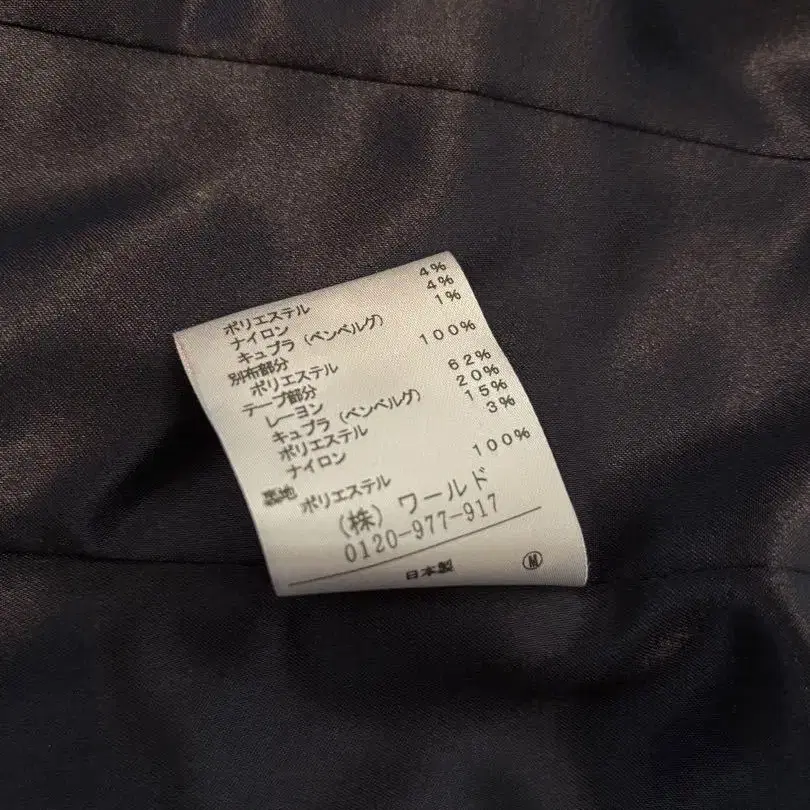 ポリエステル 4%
ナイロン 4%
キュプラ(ベンベルグ) 1%
別布部分
ポリエステル 100%
テープ部分
レーヨン 62%
キュプラ(ベンベルグ) 20%
ポリエステル 15%
ナイロン 3%
裏地
ポリエステル 100%
(株)ワールド
0120-977-917
日本製 Ⓜ